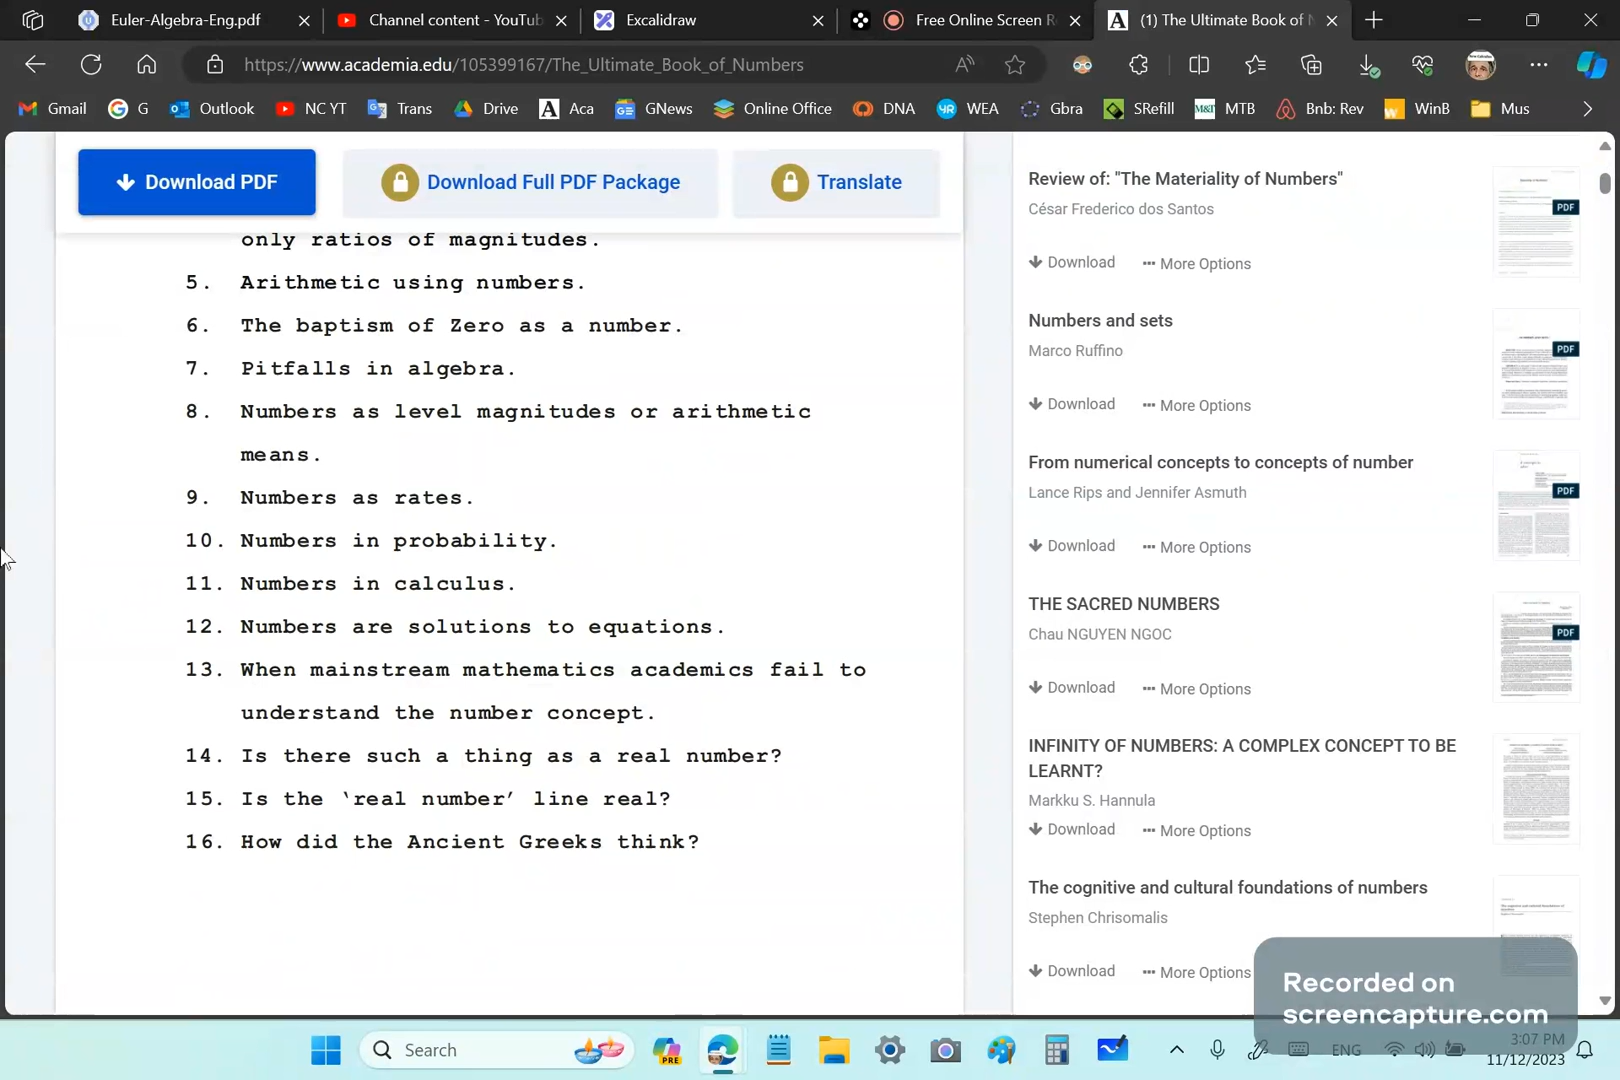 Euler-Algebra-Eng.pdf
Channel content - YouTub
Excalidraw
Free Online Screen R
(1) The Ultimate Book of N
https://www.academia.edu/105399167/The_Ultimate_Book_of_Numbers
Gmail
G
Outlook
NC YT
Trans
Drive
Aca
GNews
Online Office
DNA
WEA
Gbra
SRefill
MTB
Bnb: Rev
WinB
Mus
Download PDF
Download Full PDF Package
Translate
only ratios of magnitudes.
5. Arithmetic using numbers.
6. The baptism of Zero as a number.
7. Pitfalls in algebra.
8. Numbers as level magnitudes or arithmetic
means.
9. Numbers as rates.
10. Numbers in probability.
11. Numbers in calculus.
12. Numbers are solutions to equations.
13. When mainstream mathematics academics fail to
understand the number concept.
14. Is there such a thing as a real number?
15. Is the ‘real number’ line real?
16. How did the Ancient Greeks think?
Review of: "The Materiality of Numbers"
César Frederico dos Santos
Download
More Options
PDF
Numbers and sets
Marco Ruffino
Download
More Options
PDF
From numerical concepts to concepts of number
Lance Rips and Jennifer Asmuth
Download
More Options
PDF
THE SACRED NUMBERS
Chau NGUYEN NGOC
Download
More Options
PDF
INFINITY OF NUMBERS: A COMPLEX CONCEPT TO BE
LEARNT?
Markku S. Hannula
Download
More Options
The cognitive and cultural foundations of numbers
Stephen Chrisomalis
Download
More Options
Recorded on
screencapture.com
Search
PRE
ENG
3:07 PM
11/12/2023